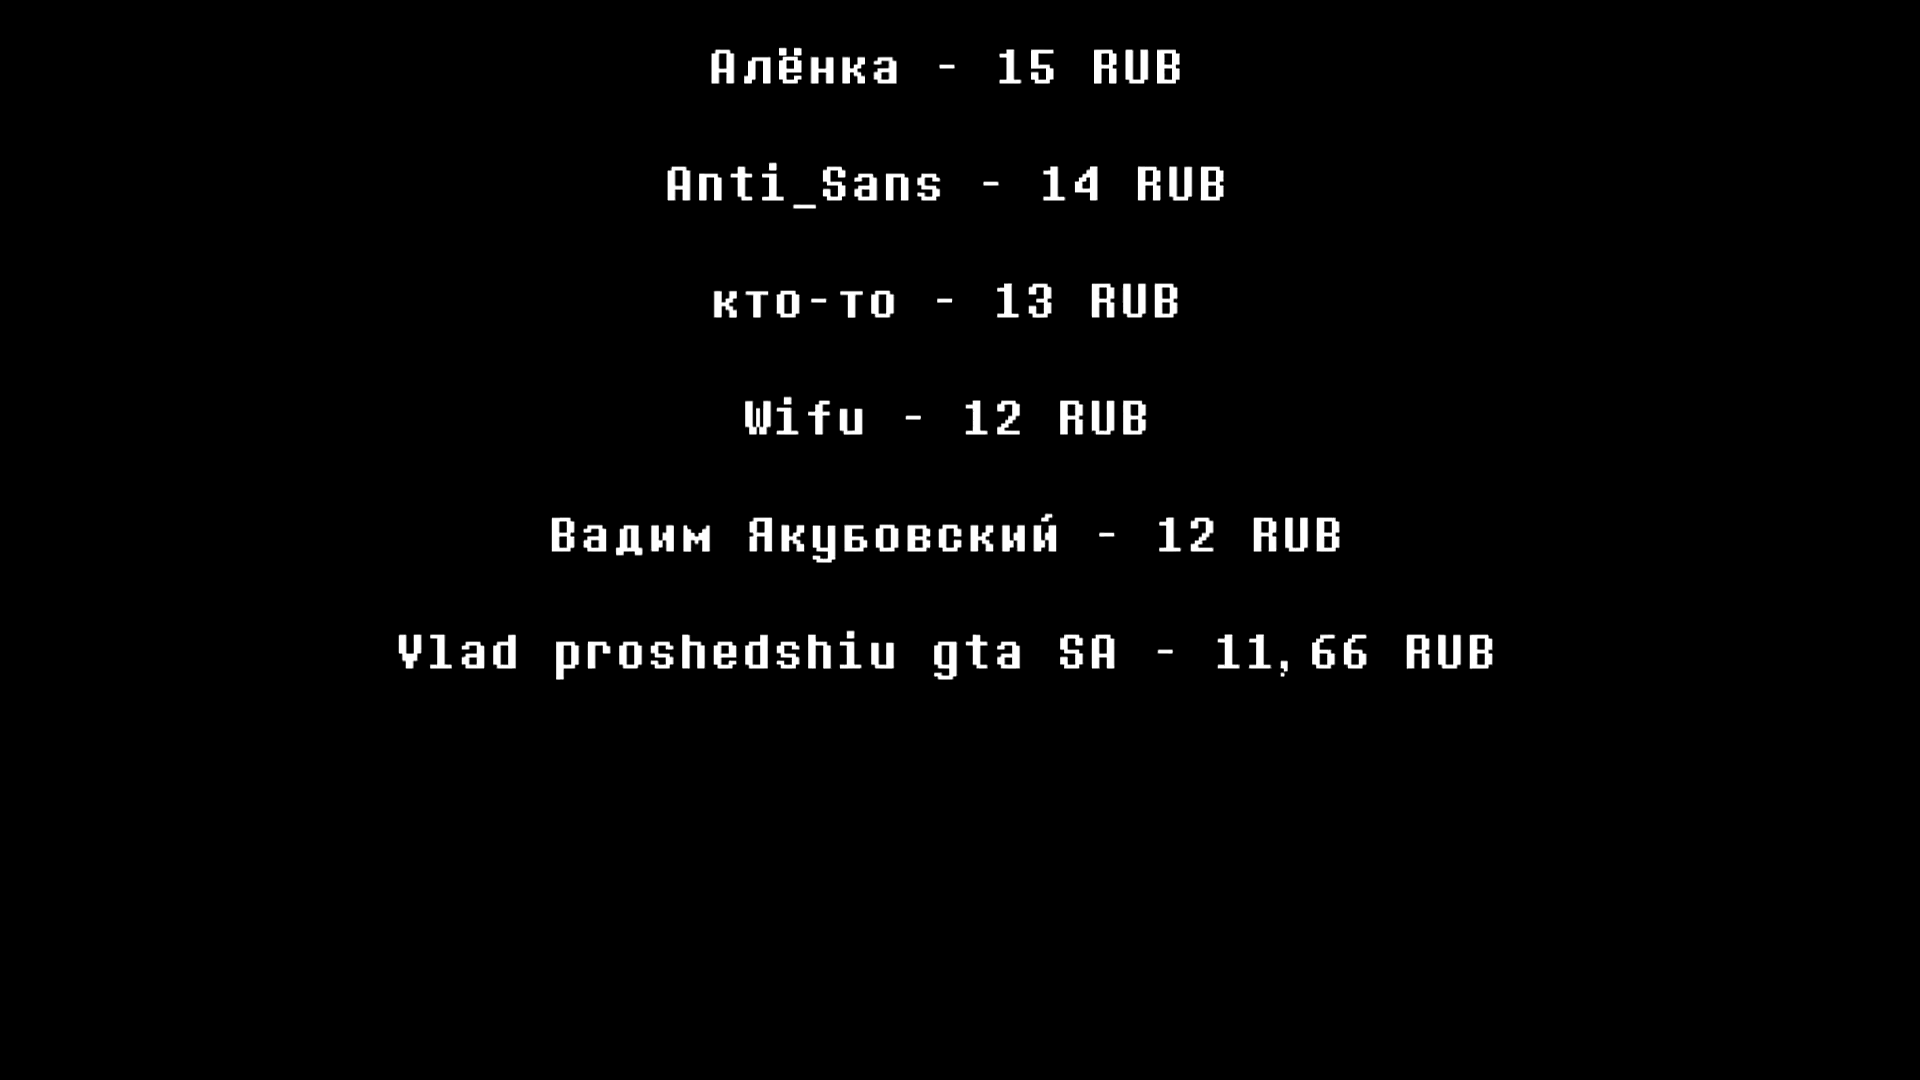 Алёнка - 15 RUB
Anti_Sans - 14 RUB
кто-то - 13 RUB
Wifu - 12 RUB
Вадим Якубовский - 12 RUB
Vlad proshedshiu gta SA - 11,66 RUB